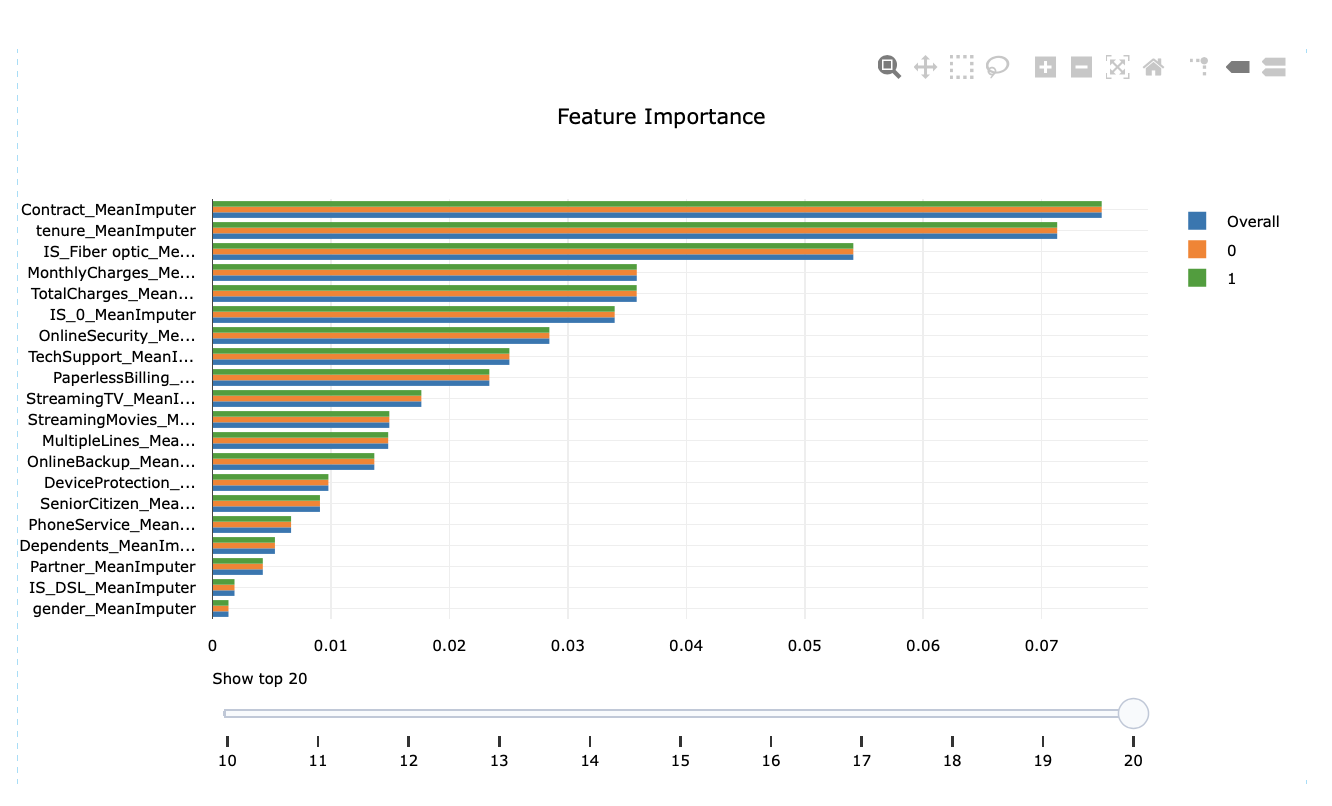 Feature Importance
Contract_MeanImputer
tenure_MeanImputer
IS_Fiber optic_Me...
MonthlyCharges_Me...
TotalCharges_Mean...
IS_0_MeanImputer
OnlineSecurity_Me...
TechSupport_MeanI...
PaperlessBilling_...
StreamingTV_MeanI...
StreamingMovies_M...
MultipleLines_Mea...
OnlineBackup_Mean...
DeviceProtection_...
SeniorCitizen_Mea...
PhoneService_Mean...
Dependents_MeanIm...
Partner_MeanImputer
IS_DSL_MeanImputer
gender_MeanImputer
0 0.01 0.02 0.03 0.04 0.05 0.06 0.07
Overall
0
1
Show top 20
10 11 12 13 14 15 16 17 18 19 20